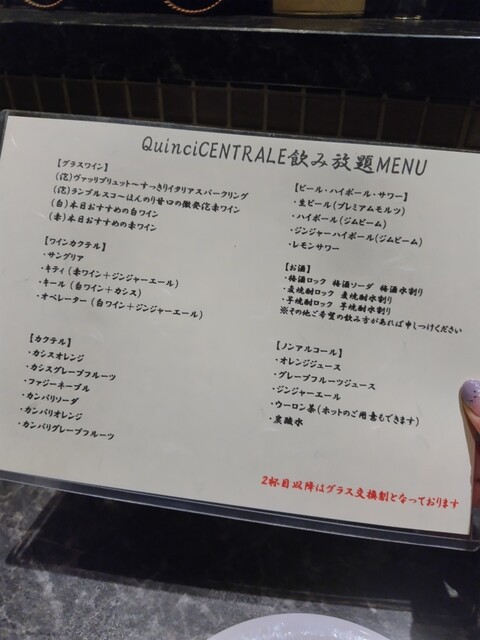 QuinciCENTRALE飲み放題MENU
【グラスワイン】
(泡)ヴァッリブリュット～すっきりイタリアスパークリング
(泡)ランブルスコ～ほんのり甘口の微発泡赤ワイン
(白)本日おすすめの白ワイン
(赤)本日おすすめの赤ワイン
【ワインカクテル】
・サングリア
・キティ(赤ワイン＋ジンジャーエール)
・キール(白ワイン＋カシス)
・オペレーター(白ワイン＋ジンジャーエール)
【カクテル】
・カシスオレンジ
・カシスグレープフルーツ
・ファジーネーブル
・カンパリソーダ
・カンパリオレンジ
・カンパリグレープフルーツ
【ビール・ハイボール・サワー】
・生ビール(プレミアムモルツ)
・ハイボール(ジムビーム)
・ジンジャーハイボール(ジムビーム)
・レモンサワー
【お酒】
・梅酒ロック 梅酒ソーダ 梅酒水割り
・麦焼酎ロック 麦焼酎水割り
・芋焼酎ロック 芋焼酎水割り
※その他ご希望の飲み方があれば申しつけください
【ノンアルコール】
・オレンジジュース
・グレープフルーツジュース
・ジンジャーエール
・ウーロン茶(ホットのご用意もできます)
・炭酸水
2杯目以降はグラス交換制となっております